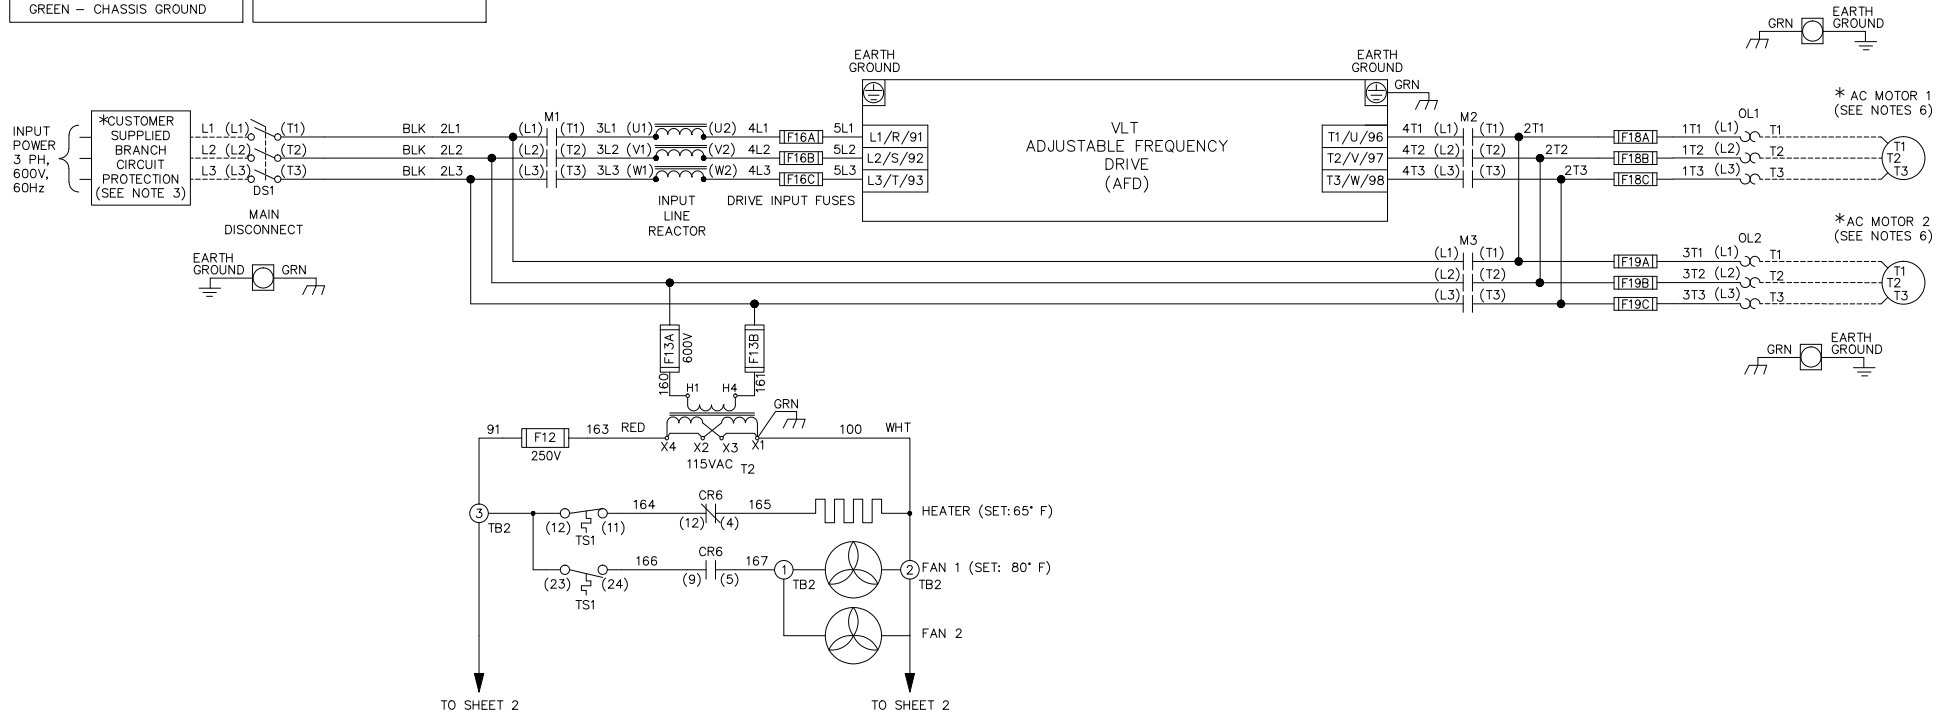 GREEN – CHASSIS GROUND
GRN
EARTH
GROUND
EARTH
GROUND
EARTH
GROUND
GRN
INPUT
POWER
3 PH,
600V,
60Hz
*CUSTOMER
SUPPLIED
BRANCH
CIRCUIT
PROTECTION
(SEE NOTE 3)
L1 (L1) (T1) BLK 2L1 (L1) M1 (T1) 3L1 (U1) (U2) 4L1 F16A 5L1 L1/R/91
L2 (L2) (T2) BLK 2L2 (L2) (T2) 3L2 (V1) (V2) 4L2 F16B 5L2 L2/S/92
L3 (L3) (T3) BLK 2L3 (L3) (T3) 3L3 (W1) (W2) 4L3 F16C 5L3 L3/T/93
DS1
MAIN
DISCONNECT
INPUT
LINE
REACTOR
DRIVE INPUT FUSES
VLT
ADJUSTABLE FREQUENCY
DRIVE
(AFD)
T1/U/96 4T1 (L1) M2 (T1) 2T1 F18A 1T1 (L1) OL1 T1
T2/V/97 4T2 (L2) (T2) 2T2 F18B 1T2 (L2) T2
T3/W/98 4T3 (L3) (T3) 2T3 F18C 1T3 (L3) T3
* AC MOTOR 1
(SEE NOTES 6)
T1
T2
T3
EARTH
GROUND
GRN
M3
(L1) (T1) F19A 3T1 (L1) OL2 T1
(L2) (T2) F19B 3T2 (L2) T2
(L3) (T3) F19C 3T3 (L3) T3
*AC MOTOR 2
(SEE NOTES 6)
T1
T2
T3
GRN
EARTH
GROUND
F13A
600V
F13B
160
161
H1 H4
GRN
91 F12 163 RED
250V
X4 X2 X3 X1
100 WHT
115VAC T2
3
TB2
(12) (11)
TS1
164
CR6
(12) (4)
165
HEATER (SET:65° F)
(23) (24)
TS1
166
CR6
(9) (5)
167
1
TB2
2
TB2
FAN 1 (SET: 80° F)
FAN 2
TO SHEET 2
TO SHEET 2